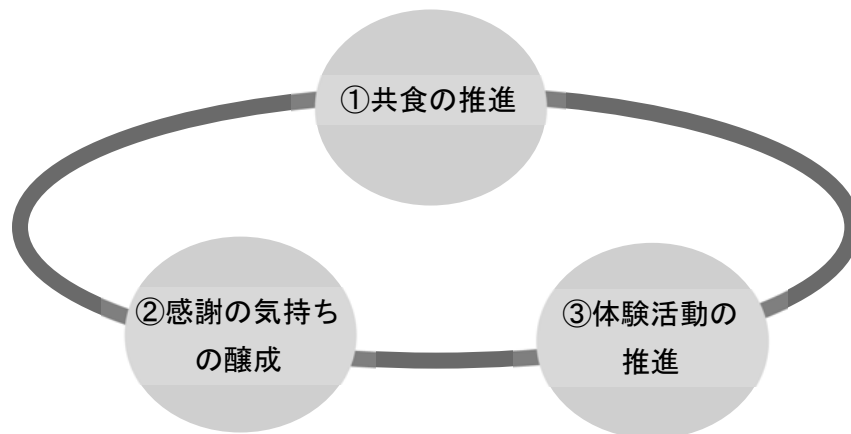 ①共食の推進
②感謝の気持ち
の醸成
③体験活動の
推進